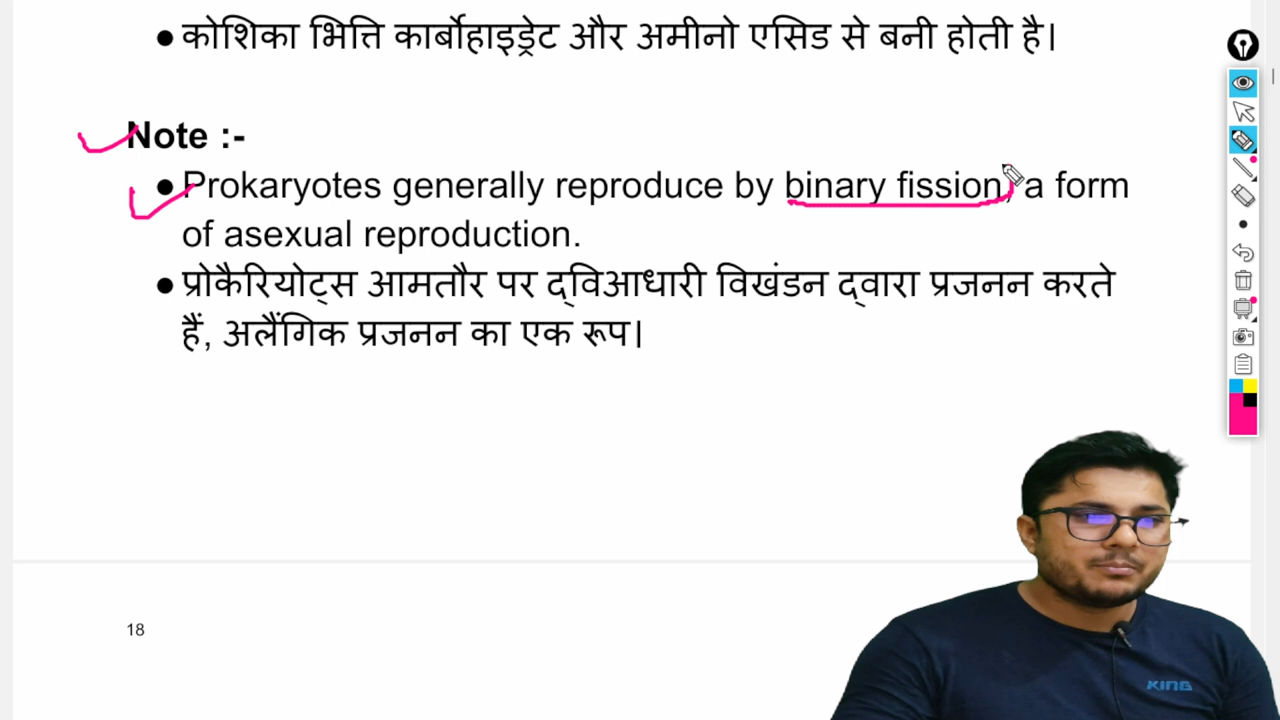 ● कोशिका भित्ति कार्बोहाइड्रेट और अमीनो एसिड से बनी होती है।
Note :-
● Prokaryotes generally reproduce by binary fission, a form
of asexual reproduction.
● प्रोकैरियोट्स आमतौर पर द्विआधारी विखंडन द्वारा प्रजनन करते
हैं, अलैंगिक प्रजनन का एक रूप।
18
KING